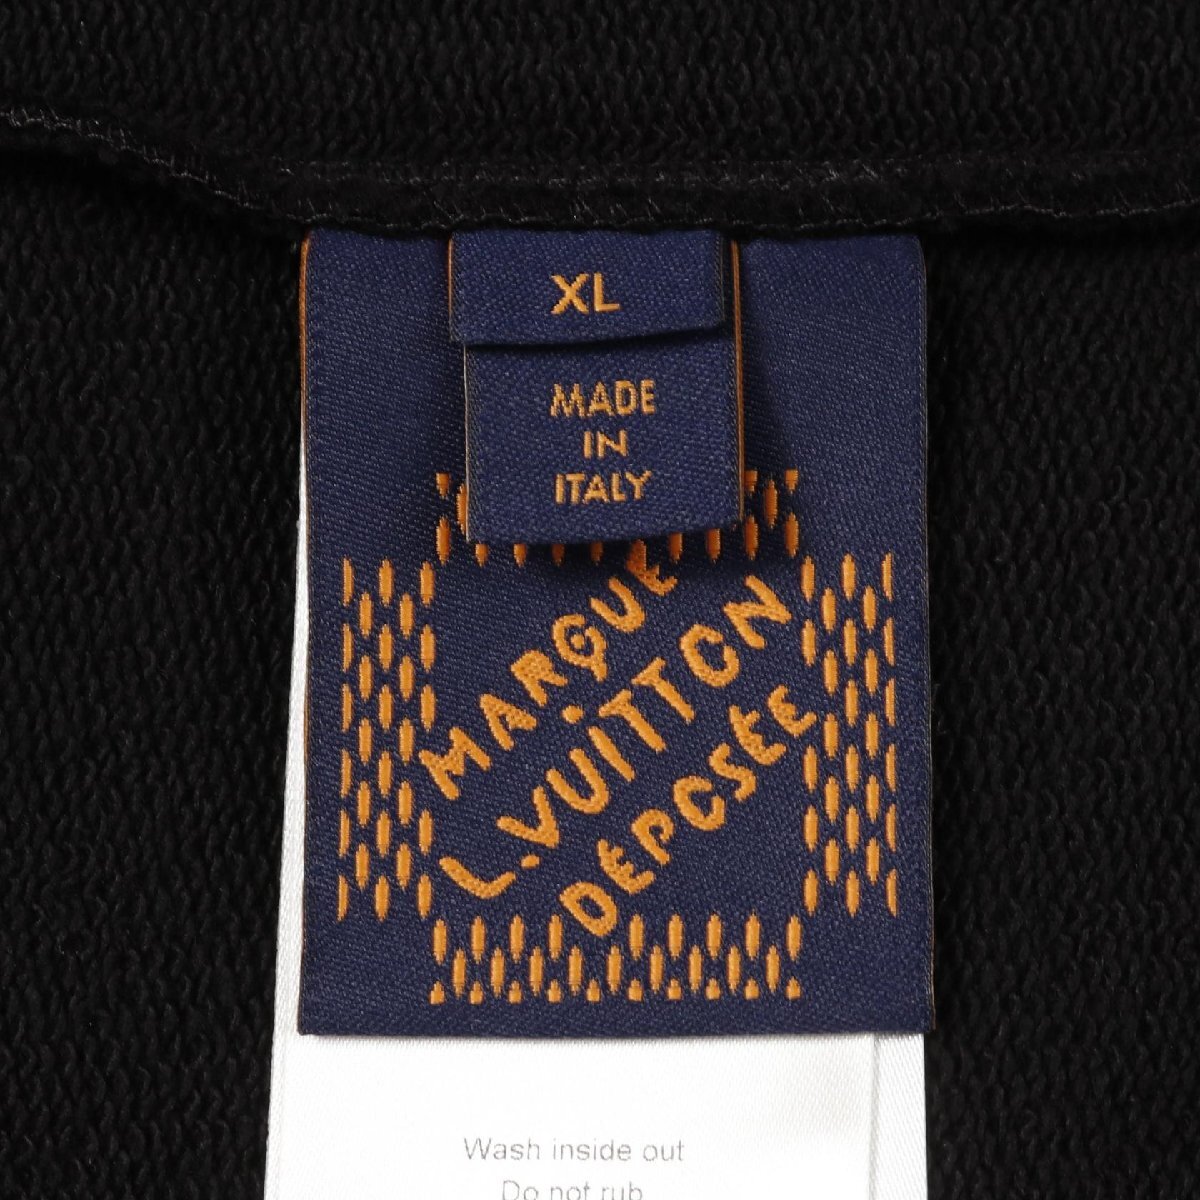 XL
MADE
IN
ITALY
MARQUE
L.VUITTON
DÉPOSÉE
Wash inside out
Do not rub